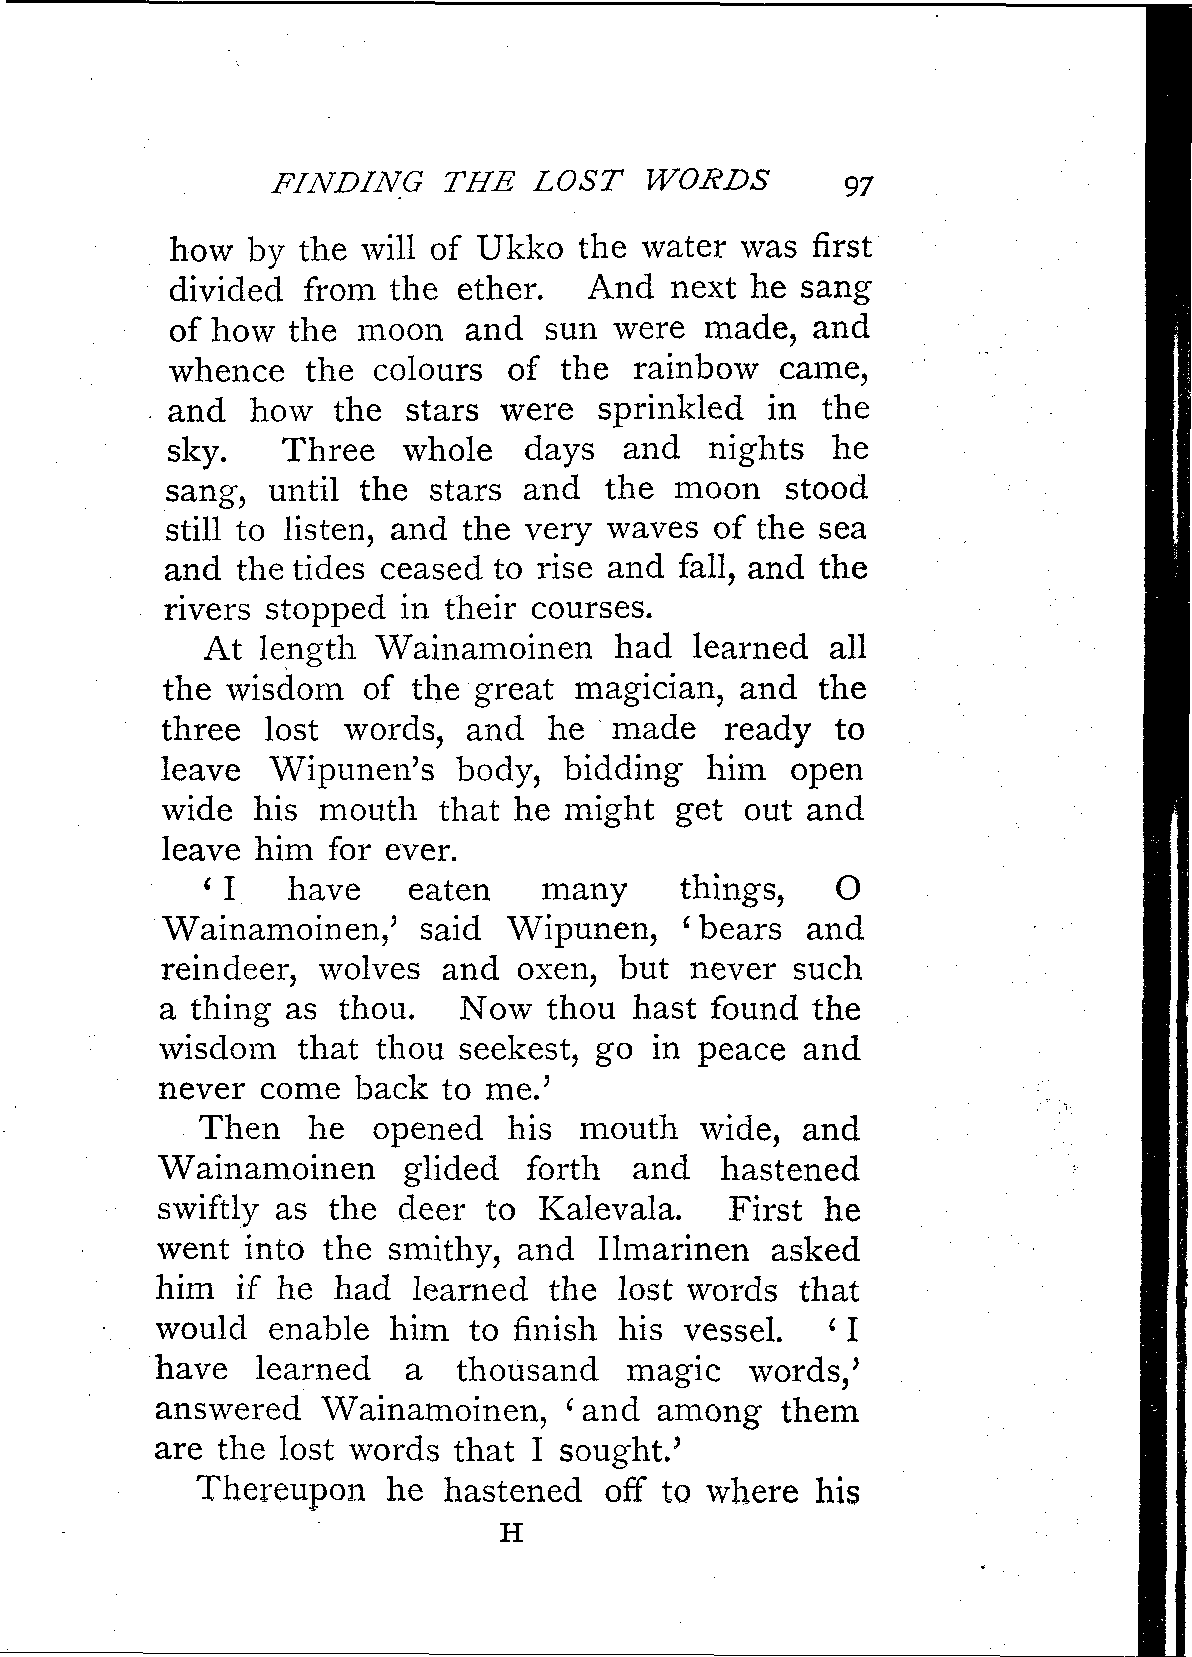 FINDING THE LOST WORDS 97
how by the will of Ukko the water was first
divided from the ether. And next he sang
of how the moon and sun were made, and
whence the colours of the rainbow came,
and how the stars were sprinkled in the
sky. Three whole days and nights he
sang, until the stars and the moon stood
still to listen, and the very waves of the sea
and the tides ceased to rise and fall, and the
rivers stopped in their courses.
At length Wainamoinen had learned all
the wisdom of the great magician, and the
three lost words, and he made ready to
leave Wipunen's body, bidding him open
wide his mouth that he might get out and
leave him for ever.
‘I have eaten many things, O
Wainamoinen,’ said Wipunen, ‘bears and
reindeer, wolves and oxen, but never such
a thing as thou. Now thou hast found the
wisdom that thou seekest, go in peace and
never come back to me.’
Then he opened his mouth wide, and
Wainamoinen glided forth and hastened
swiftly as the deer to Kalevala. First he
went into the smithy, and Ilmarinen asked
him if he had learned the lost words that
would enable him to finish his vessel. ‘I
have learned a thousand magic words,’
answered Wainamoinen, ‘and among them
are the lost words that I sought.’
Thereupon he hastened off to where his
H